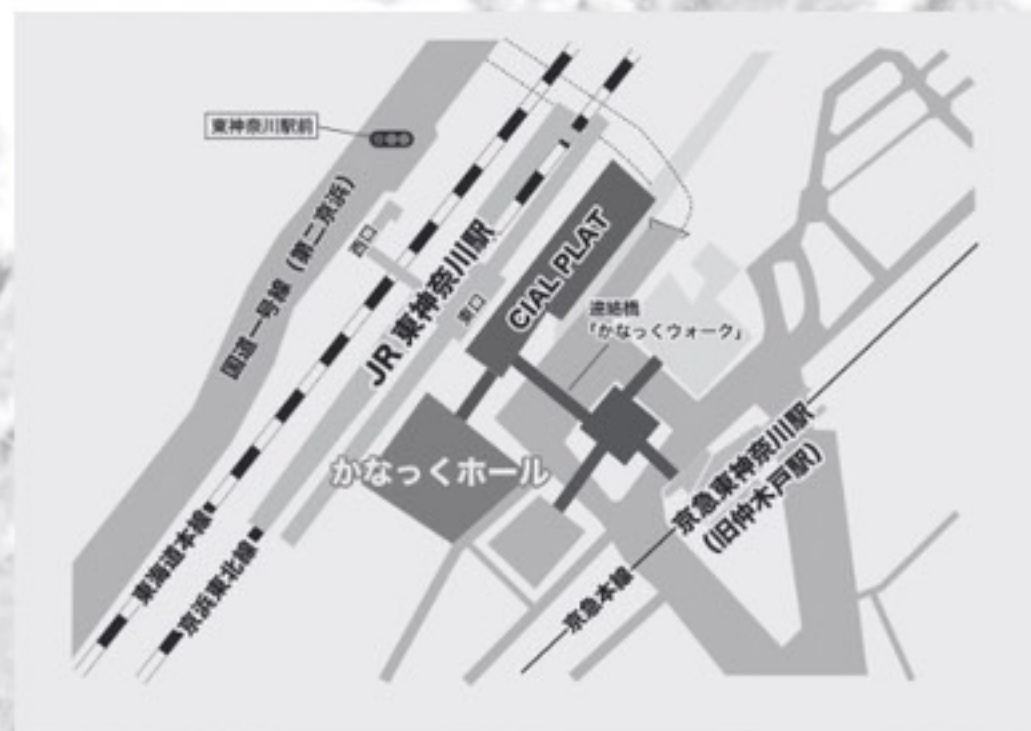 東神奈川駅前
国道一号線（第二京浜）
西口
JR 東神奈川駅
東口
CIAL PLAT
連絡橋
「かなっくウォーク」
かなっくホール
京急東神奈川駅
（旧仲木戸駅）
東海道本線
京浜東北線
京急本線